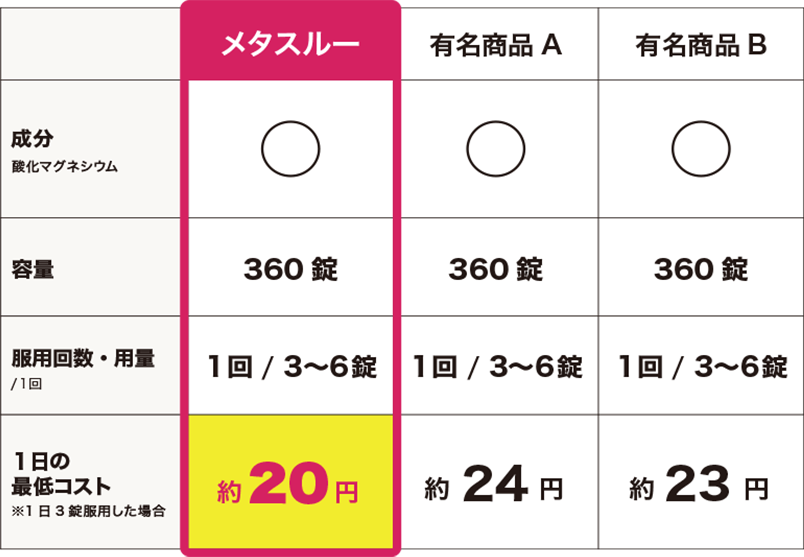 メタスルー 有名商品 A 有名商品 B
成分
酸化マグネシウム
○ ○ ○
容量 360 錠 360 錠 360 錠
服用回数・用量
/1回
1回 / 3〜6錠 1回 / 3〜6錠 1回 / 3〜6錠
1日の
最低コスト
※1日3錠服用した場合
約20円 約 24 円 約 23 円